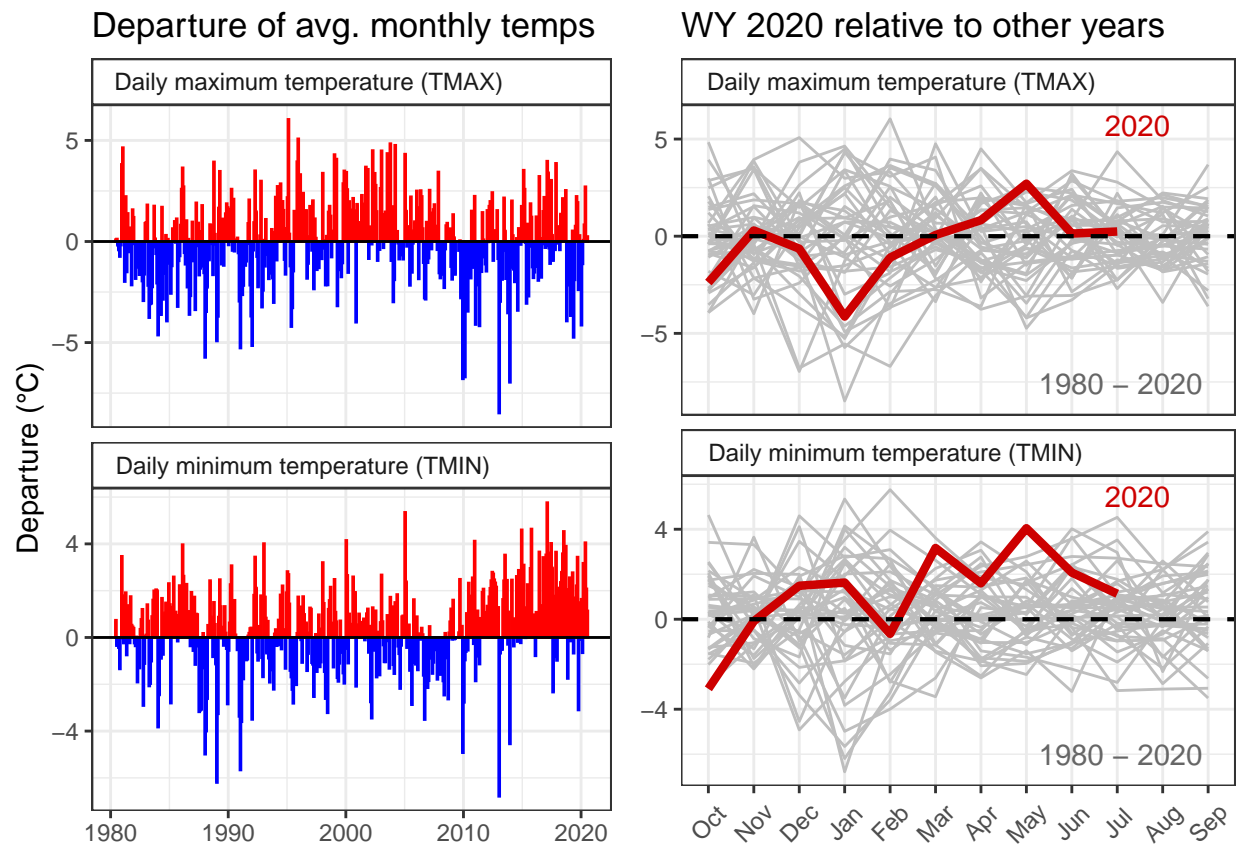 Departure of avg. monthly temps
WY 2020 relative to other years
Daily maximum temperature (TMAX)
5
0
−5
Daily minimum temperature (TMIN)
4
0
−4
1980 1990 2000 2010 2020
Departure (°C)
Daily maximum temperature (TMAX)
2020
5
0
−5
1980 − 2020
Daily minimum temperature (TMIN)
2020
4
0
−4
1980 − 2020
Oct Nov Dec Jan Feb Mar Apr May Jun Jul Aug Sep